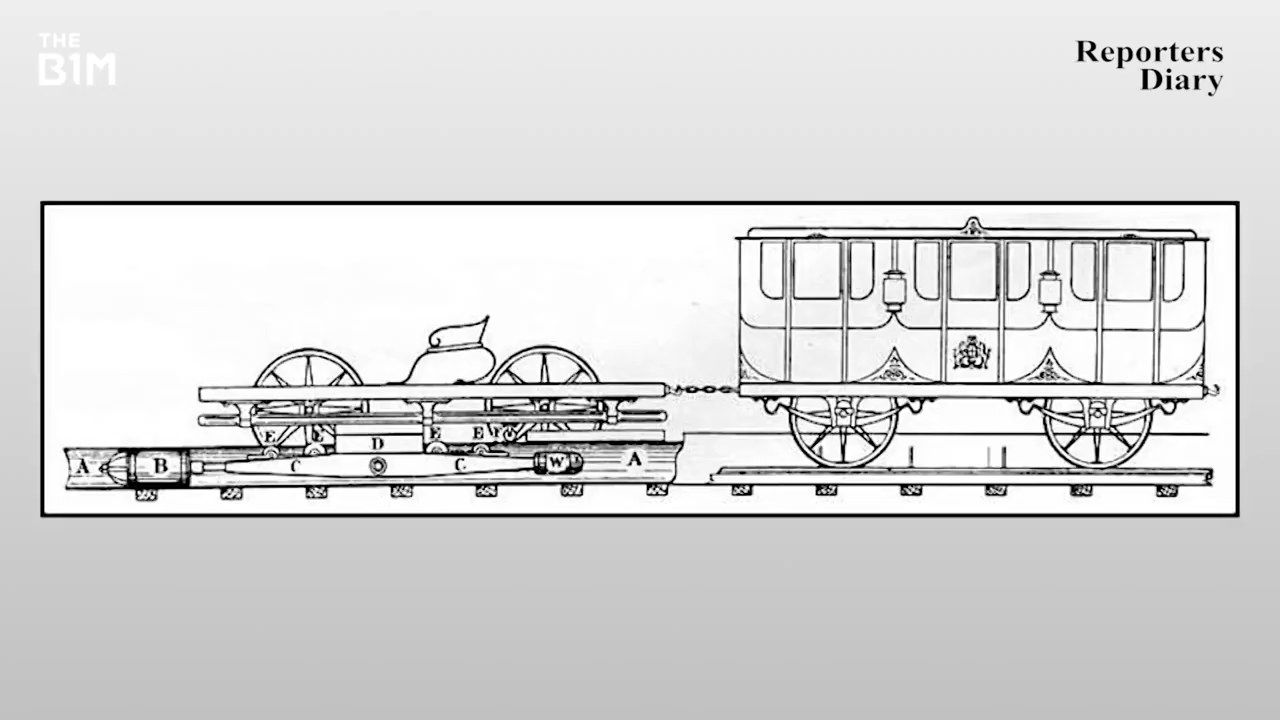 THE
B1M
Reporters
Diary
E E E E F
D
A B C C W A